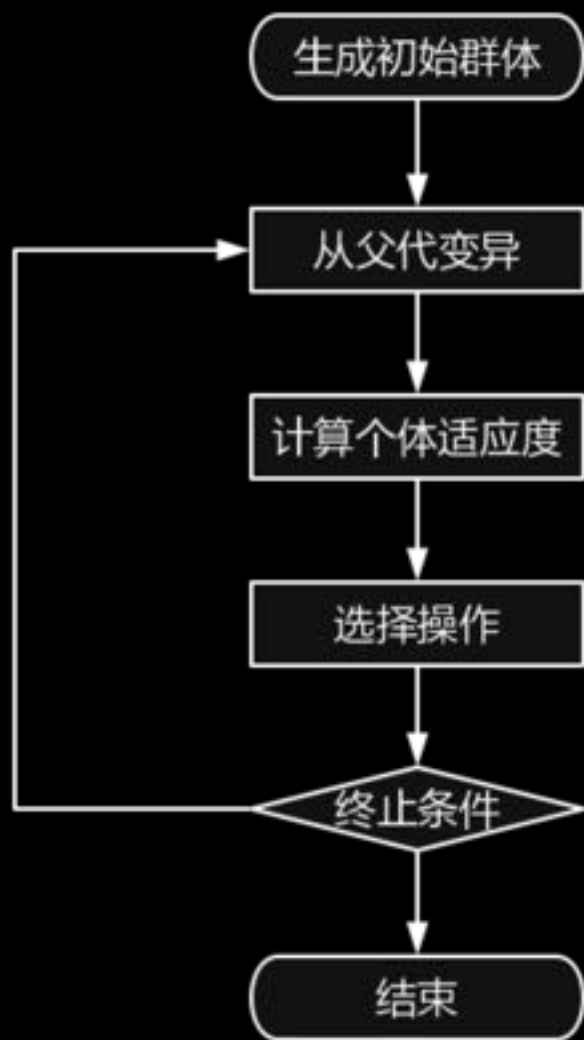 生成初始群体
从父代变异
计算个体适应度
选择操作
终止条件
结束